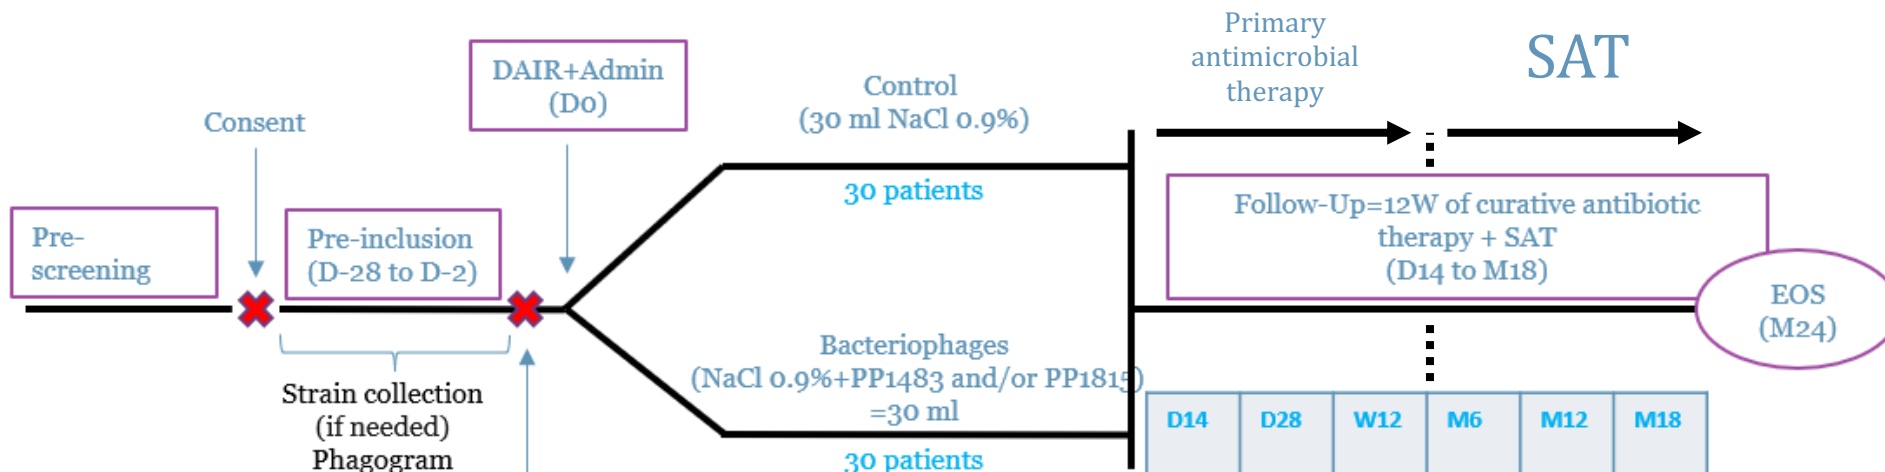 Pre-
screening
Consent
Pre-inclusion
(D-28 to D-2)
Strain collection
(if needed)
Phagogram
DAIR+Admin
(D0)
Control
(30 ml NaCl 0.9%)
30 patients
Bacteriophages
(NaCl 0.9%+PP1483 and/or PP1815)
=30 ml
30 patients
Primary
antimicrobial
therapy
SAT
Follow-Up=12W of curative antibiotic
therapy + SAT
(D14 to M18)
EOS
(M24)
D14 D28 W12 M6 M12 M18